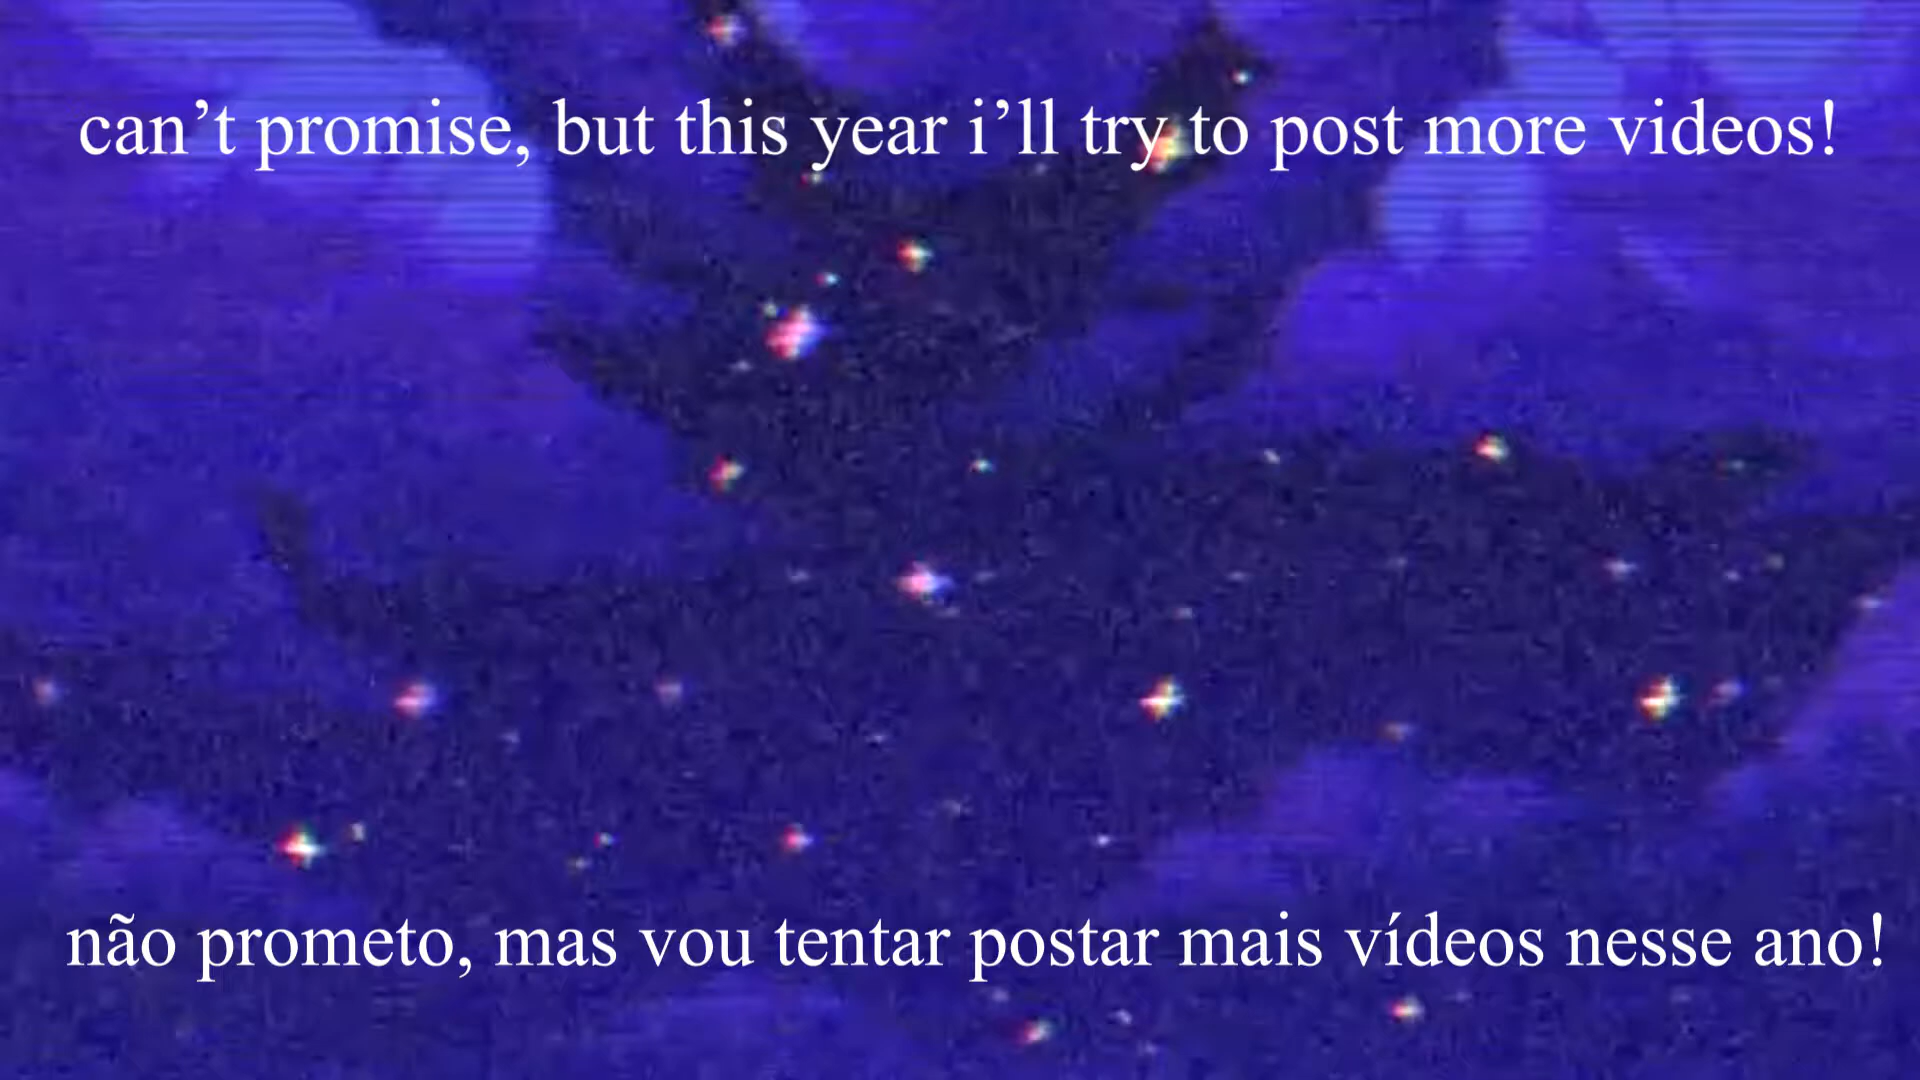 can’t promise, but this year i’ll try to post more videos!
não prometo, mas vou tentar postar mais vídeos nesse ano!